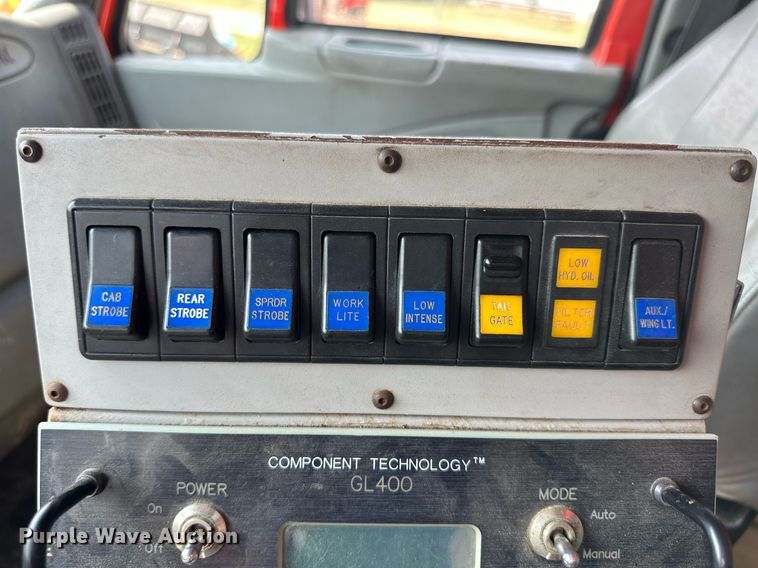 CAB
STROBE
REAR
STROBE
SPRDR
STROBE
WORK
LITE
LOW
INTENSE
TAIL
GATE
LOW
HYD. OIL
FILTER
FAULT
AUX./
WING LT.
COMPONENT TECHNOLOGY™
GL400
POWER
On
Off
MODE
Auto
Manual
Purple Wave Auction